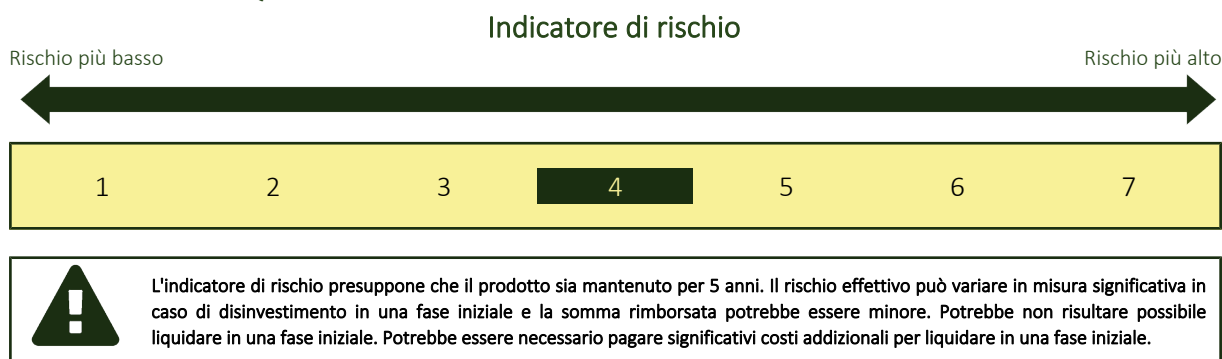 Indicatore di rischio
Rischio più basso Rischio più alto
1 2 3 4 5 6 7
L'indicatore di rischio presuppone che il prodotto sia mantenuto per 5 anni. Il rischio effettivo può variare in misura significativa in
caso di disinvestimento in una fase iniziale e la somma rimborsata potrebbe essere minore. Potrebbe non risultare possibile
liquidare in una fase iniziale. Potrebbe essere necessario pagare significativi costi addizionali per liquidare in una fase iniziale.